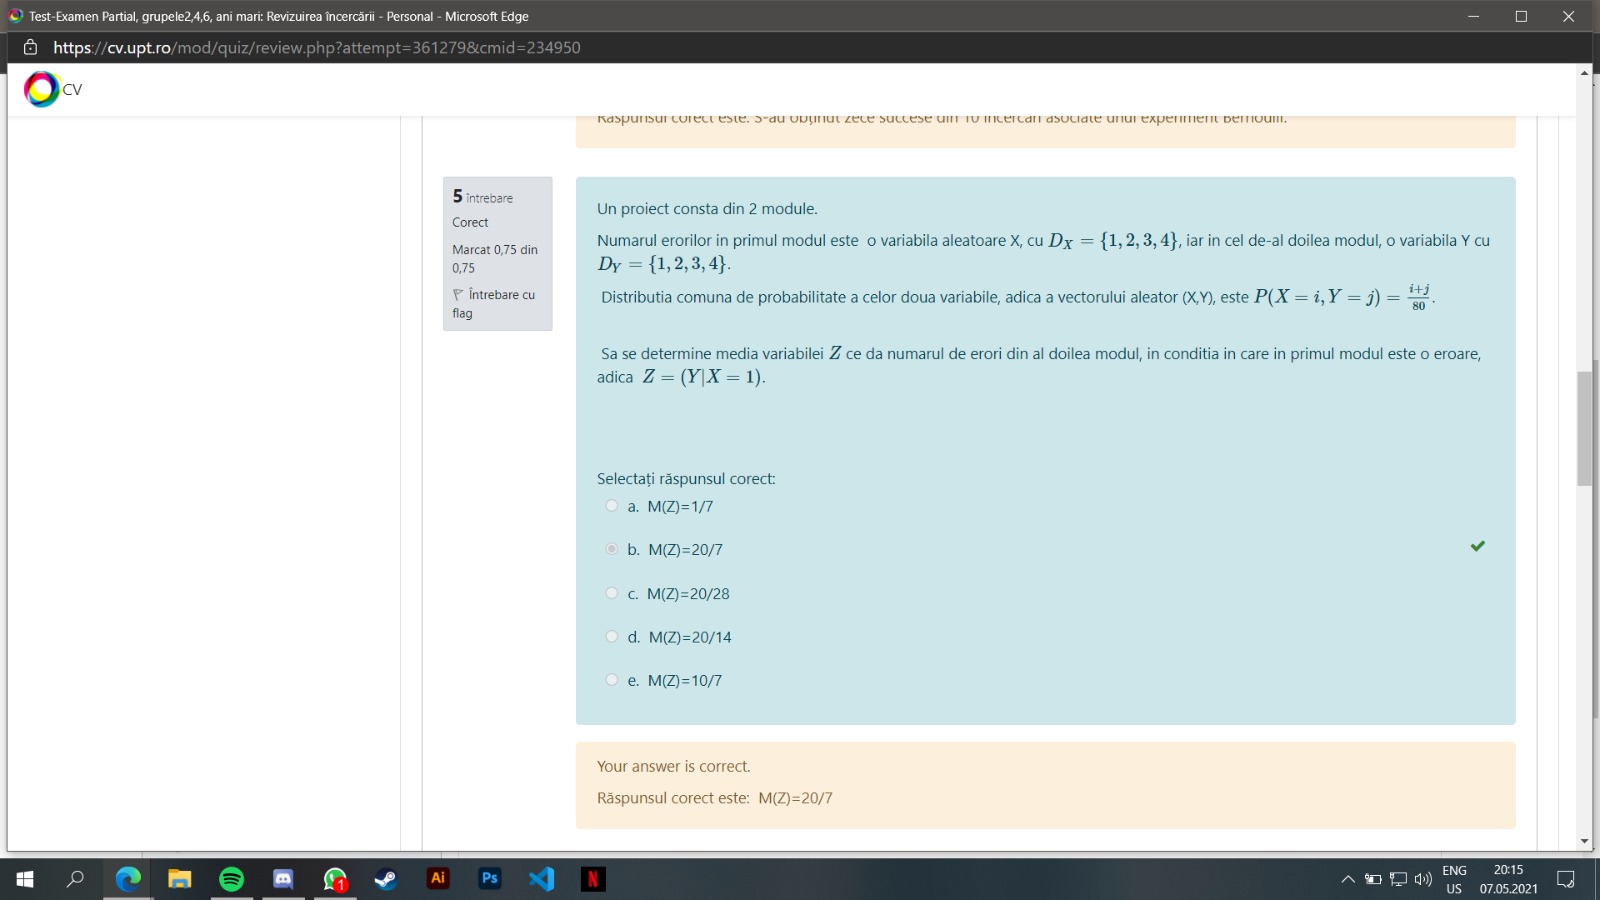 Test-Examen Partial, grupele2,4,6, ani mari: Revizuirea încercării - Personal - Microsoft Edge
https://cv.upt.ro/mod/quiz/review.php?attempt=361279&cmid=234950
CV
Răspunsul corect este: S-au obținut zece succese din 10 încercări asociate unui experiment Bernoulli.
5 Întrebare
Corect
Marcat 0,75 din
0,75
Întrebare cu
flag
Un proiect consta din 2 module.
Numarul erorilor in primul modul este o variabila aleatoare X, cu D_X = {1, 2, 3, 4}, iar in cel de-al doilea modul, o variabila Y cu
D_Y = {1, 2, 3, 4}.
Distributia comuna de probabilitate a celor doua variabile, adica a vectorului aleator (X,Y), este P(X = i, Y = j) = (i+j)/80.
Sa se determine media variabilei Z ce da numarul de erori din al doilea modul, in conditia in care in primul modul este o eroare,
adica Z = (Y|X = 1).
Selectați răspunsul corect:
a. M(Z)=1/7
b. M(Z)=20/7
c. M(Z)=20/28
d. M(Z)=20/14
e. M(Z)=10/7
Your answer is correct.
Răspunsul corect este: M(Z)=20/7
1
Ai
Ps
N
ENG
US
20:15
07.05.2021